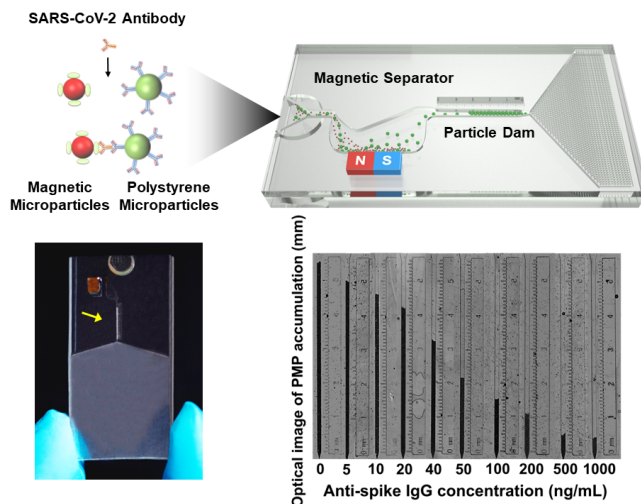 SARS-CoV-2 Antibody
Magnetic Microparticles
Polystyrene Microparticles
Magnetic Separator
Particle Dam
N S
Optical image of PMP accumulation (mm)
0 5 10 20 40 50 100 200 500 1000
Anti-spike IgG concentration (ng/mL)